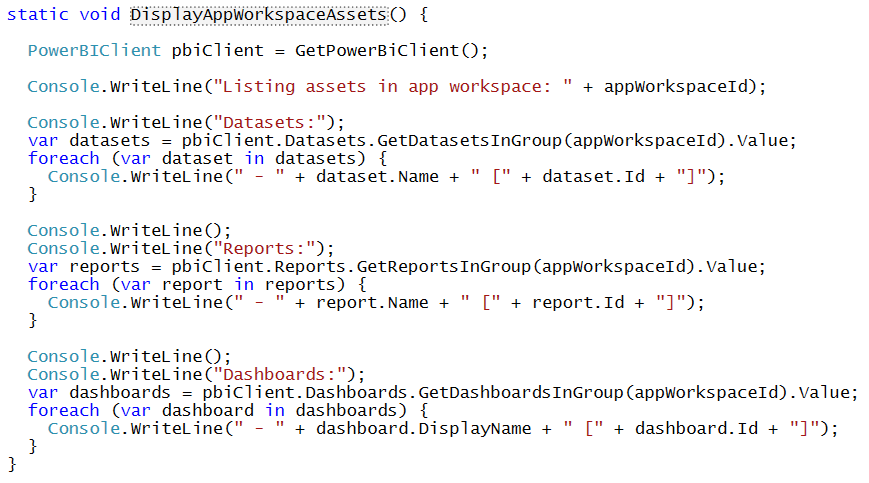 static void DisplayAppWorkspaceAssets() {
PowerBIClient pbiClient = GetPowerBiClient();
Console.WriteLine("Listing assets in app workspace: " + appWorkspaceId);
Console.WriteLine("Datasets:");
var datasets = pbiClient.Datasets.GetDatasetsInGroup(appWorkspaceId).Value;
foreach (var dataset in datasets) {
Console.WriteLine(" - " + dataset.Name + " [" + dataset.Id + "]");
}
Console.WriteLine();
Console.WriteLine("Reports:");
var reports = pbiClient.Reports.GetReportsInGroup(appWorkspaceId).Value;
foreach (var report in reports) {
Console.WriteLine(" - " + report.Name + " [" + report.Id + "]");
}
Console.WriteLine();
Console.WriteLine("Dashboards:");
var dashboards = pbiClient.Dashboards.GetDashboardsInGroup(appWorkspaceId).Value;
foreach (var dashboard in dashboards) {
Console.WriteLine(" - " + dashboard.DisplayName + " [" + dashboard.Id + "]");
}
}